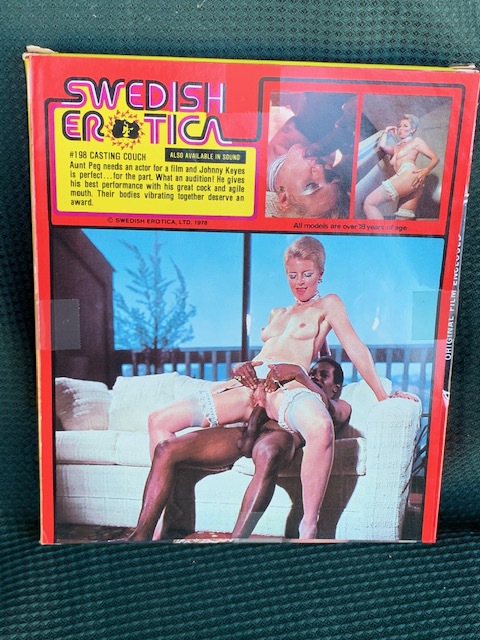 SWEDISH
EROTICA
#198 CASTING COUCH
ALSO AVAILABLE IN SOUND
Aunt Peg needs an actor for a film and Johnny Keyes
is perfect...for the part. What an audition! He gives
his best performance with his great cock and agile
mouth. Their bodies vibrating together deserve an
award.
© SWEDISH EROTICA, LTD. 1978
All models are over 18 years of age
ORIGINAL FILM ENCLOSED